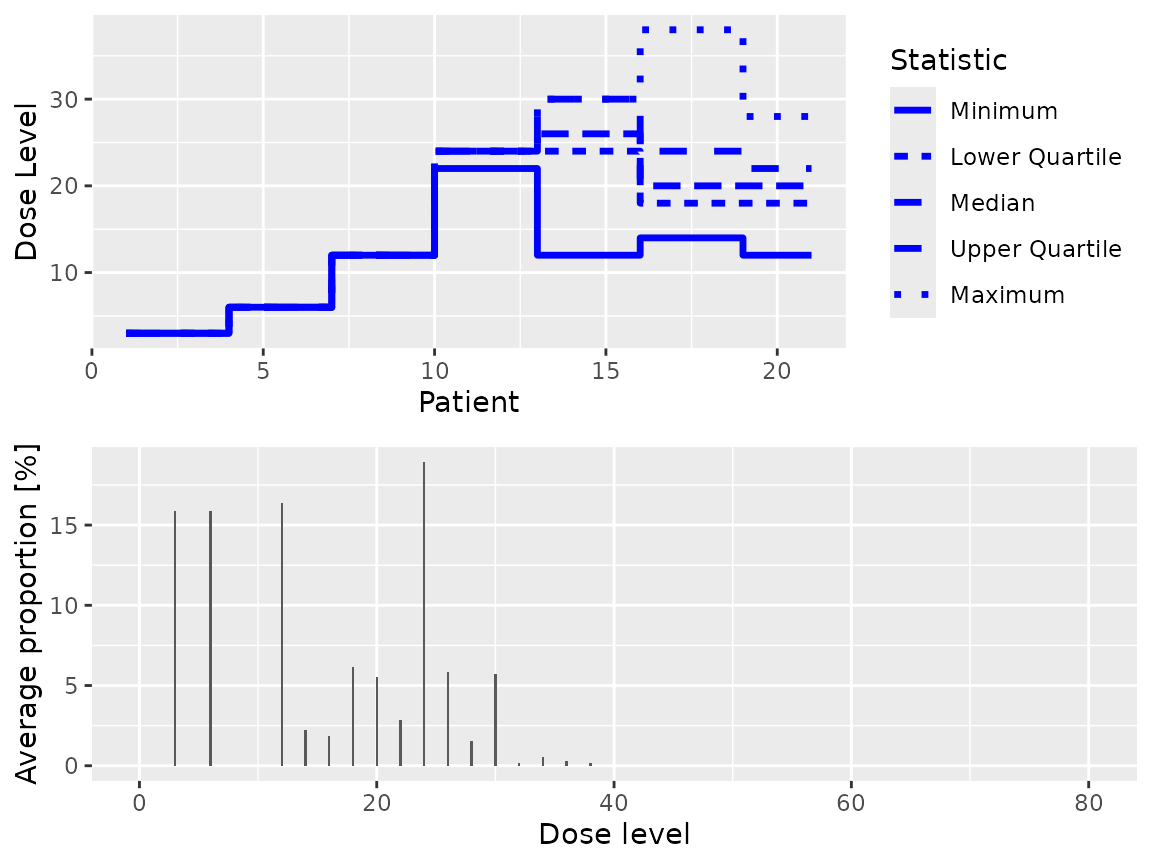 Dose Level
30
20
10
0 5 10 15 20
Patient
Statistic
Minimum
Lower Quartile
Median
Upper Quartile
Maximum
Average proportion [%]
15
10
5
0
0 20 40 60 80
Dose level